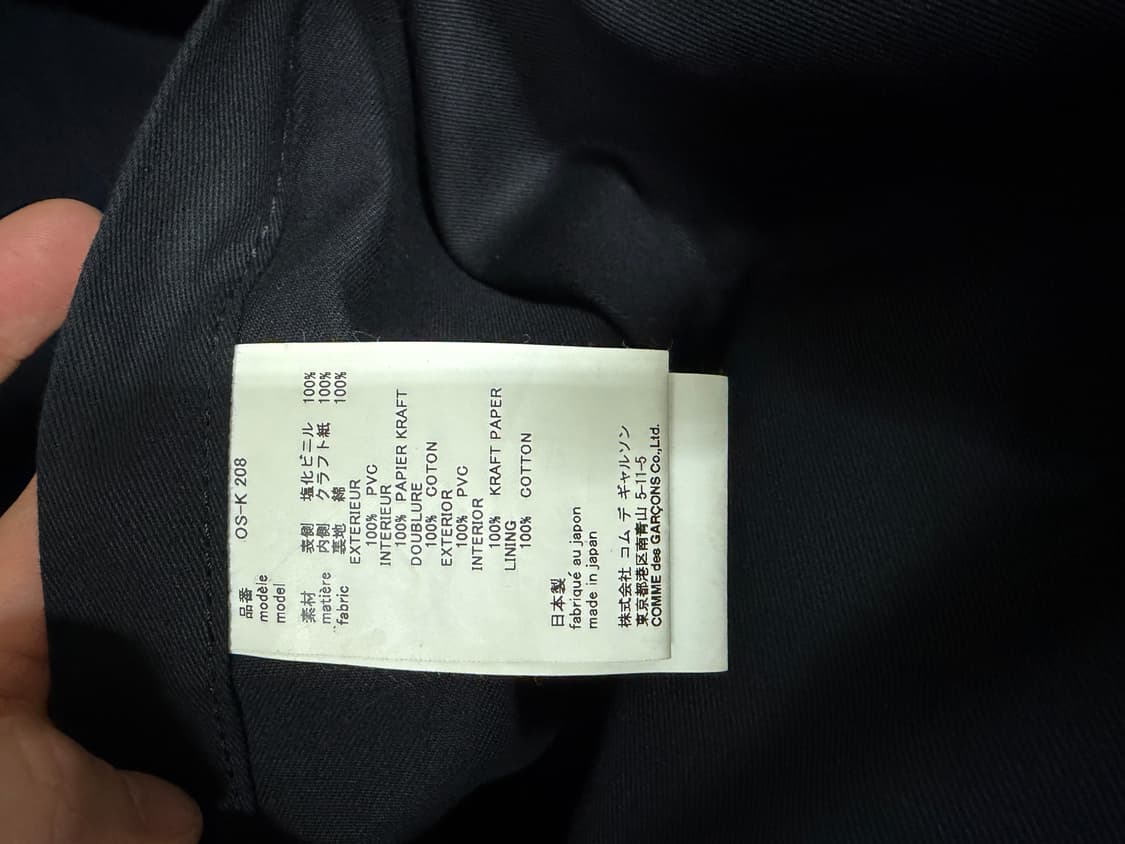 品番
modèle
model
OS-K 208
素材 表側 塩化ビニル 100%
matière 内側 クラフト紙 100%
fabric 裏地 綿 100%
EXTERIEUR
100% PVC
INTERIEUR
100% PAPIER KRAFT
DOUBLURE
100% COTON
EXTERIOR
100% PVC
INTERIOR
100% KRAFT PAPER
LINING
100% COTTON
日本製
fabriqué au japon
made in japan
株式会社 コム デ ギャルソン
東京都港区南青山 5-11-5
COMME des GARÇONS Co.,Ltd.